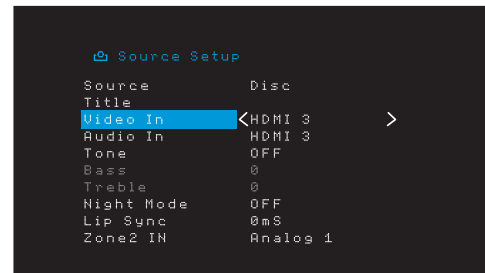 Source Setup
Source Disc
Title
Video In <HDMI 3 >
Audio In HDMI 3
Tone OFF
Bass 0
Treble 0
Night Mode OFF
Lip Sync 0mS
Zone2 IN Analog 1